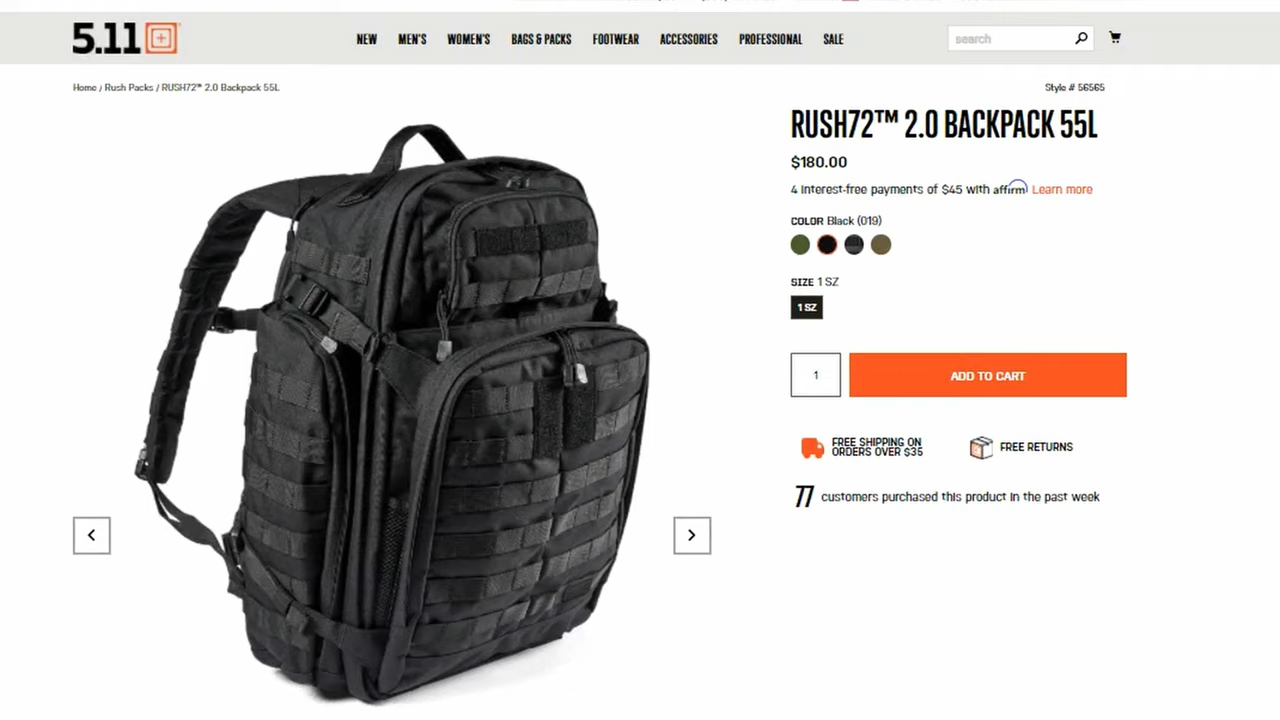 5.11
NEW MEN'S WOMEN'S BAGS & PACKS FOOTWEAR ACCESSORIES PROFESSIONAL SALE
search
Home / Rush Packs / RUSH72™ 2.0 Backpack 55L
Style # 56565
RUSH72™ 2.0 BACKPACK 55L
$180.00
4 interest-free payments of $45 with affirm Learn more
COLOR Black (019)
SIZE 1 SZ
1 SZ
1
ADD TO CART
FREE SHIPPING ON
ORDERS OVER $35
FREE RETURNS
77 customers purchased this product in the past week